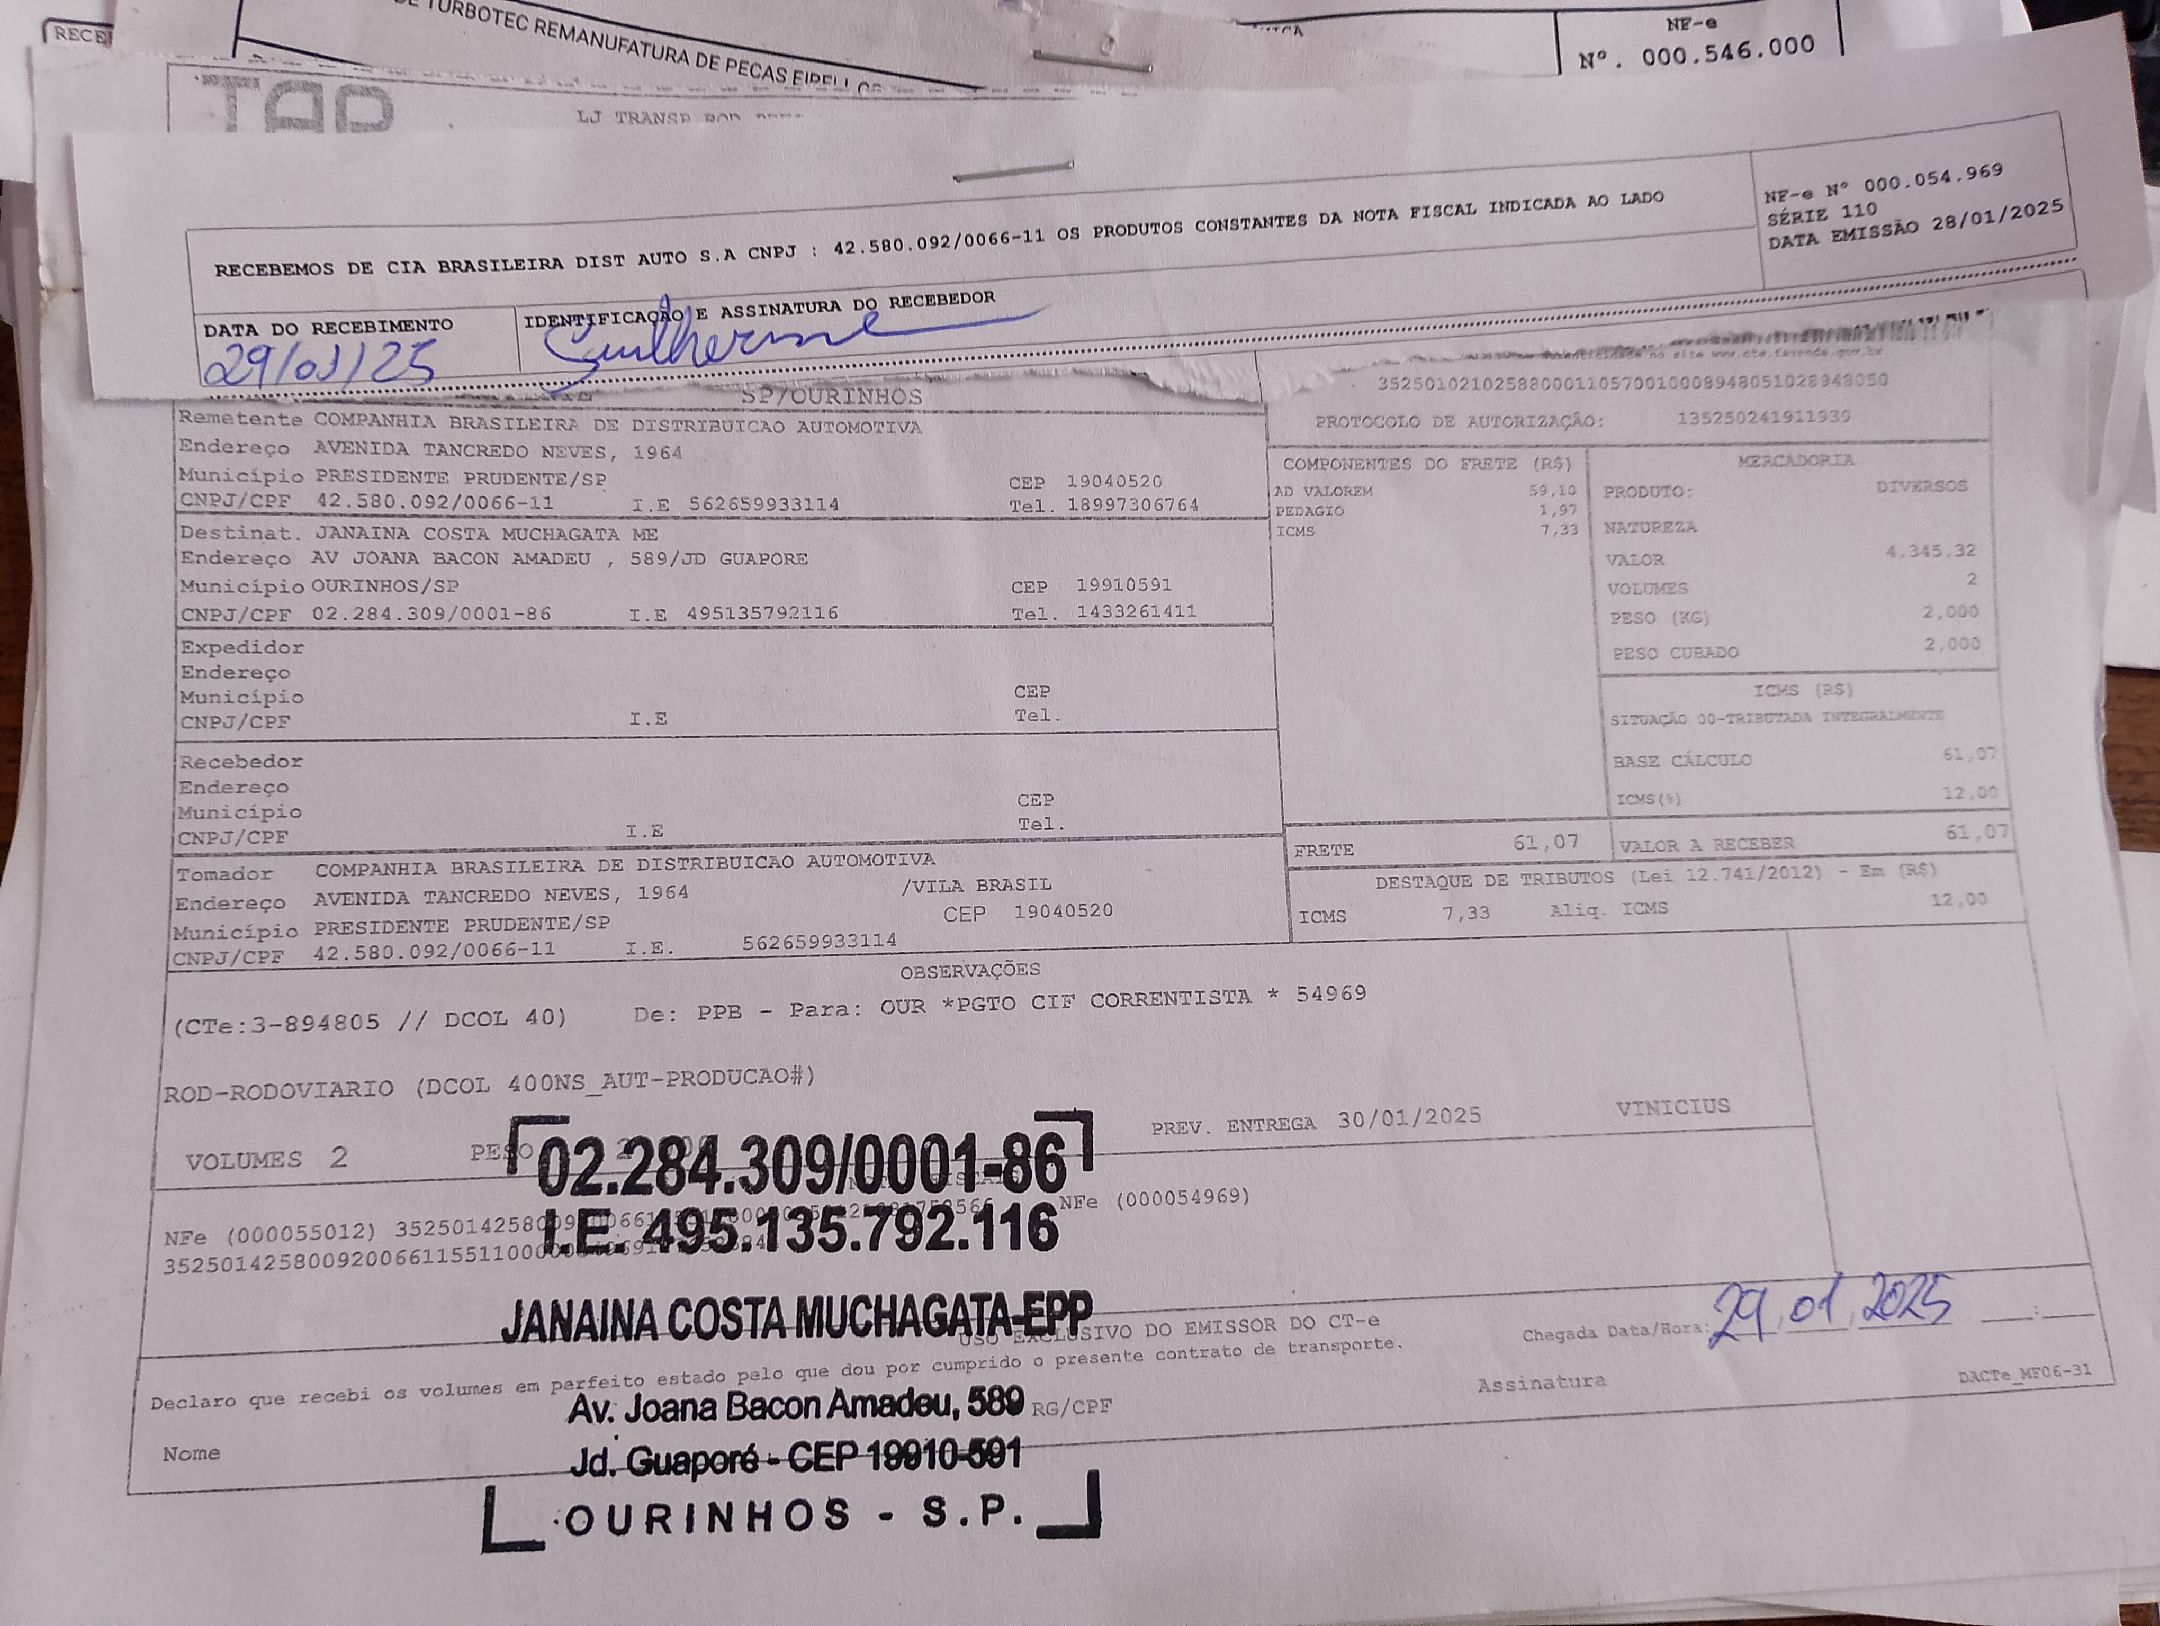 RECE
DE TURBOTEC REMANUFATURA DE PECAS EIRELI
NF-e
Nº. 000.546.000
LJ TRANSP ROD
RECEBEMOS DE CIA BRASILEIRA DIST AUTO S.A CNPJ : 42.580.092/0066-11 OS PRODUTOS CONSTANTES DA NOTA FISCAL INDICADA AO LADO
NF-e Nº 000.054.969
SÉRIE 110
DATA EMISSÃO 28/01/2025
DATA DO RECEBIMENTO
IDENTIFICAÇÃO E ASSINATURA DO RECEBEDOR
29/01/25
Guilherme
SP/OURINHOS
autenticidade no site www.cte.fazenda.gov.br
35250102102588000110570010008948051028948050
PROTOCOLO DE AUTORIZAÇÃO: 135250241911939
Remetente COMPANHIA BRASILEIRA DE DISTRIBUICAO AUTOMOTIVA
Endereço AVENIDA TANCREDO NEVES, 1964
Município PRESIDENTE PRUDENTE/SP CEP 19040520
CNPJ/CPF 42.580.092/0066-11 I.E 562659933114 Tel. 18997306764
Destinat. JANAINA COSTA MUCHAGATA ME
Endereço AV JOANA BACON AMADEU , 589/JD GUAPORE
Município OURINHOS/SP CEP 19910591
CNPJ/CPF 02.284.309/0001-86 I.E 495135792116 Tel. 1433261411
Expedidor
Endereço
Município CEP
CNPJ/CPF I.E Tel.
Recebedor
Endereço
Município CEP
CNPJ/CPF I.E Tel.
Tomador COMPANHIA BRASILEIRA DE DISTRIBUICAO AUTOMOTIVA
Endereço AVENIDA TANCREDO NEVES, 1964 /VILA BRASIL
Município PRESIDENTE PRUDENTE/SP CEP 19040520
CNPJ/CPF 42.580.092/0066-11 I.E. 562659933114
COMPONENTES DO FRETE (R$)
AD VALOREM 59,10
PEDAGIO 1,97
ICMS 7,33
MERCADORIA
PRODUTO: DIVERSOS
NATUREZA
VALOR 4.345.32
VOLUMES 2
PESO (KG) 2,000
PESO CUBADO 2,000
ICMS (R$)
SITUAÇÃO 00-TRIBUTADA INTEGRALMENTE
BASE CÁLCULO 61,07
ICMS(%) 12,00
FRETE 61,07 VALOR A RECEBER 61,07
DESTAQUE DE TRIBUTOS (Lei 12.741/2012) - Em (R$)
ICMS 7,33 Aliq. ICMS 12,00
OBSERVAÇÕES
(CTe:3-894805 // DCOL 40) De: PPB - Para: OUR *PGTO CIF CORRENTISTA * 54969
ROD-RODOVIARIO (DCOL 400NS_AUT-PRODUCAO#)
VOLUMES 2 PESO PREV. ENTREGA 30/01/2025 VINICIUS
02.284.309/0001-86
NFe (000055012) NFe (000054969)
I.E. 495.135.792.116
JANAINA COSTA MUCHAGATA-EPP
USO EXCLUSIVO DO EMISSOR DO CT-e
Chegada Data/Hora: 29 01 2025 :
Declaro que recebi os volumes em perfeito estado pelo que dou por cumprido o presente contrato de transporte.
Assinatura
DACTe_MF06-31
Av. Joana Bacon Amadeu, 589
RG/CPF
Nome
Jd. Guaporé - CEP 19910-591
OURINHOS - S.P.